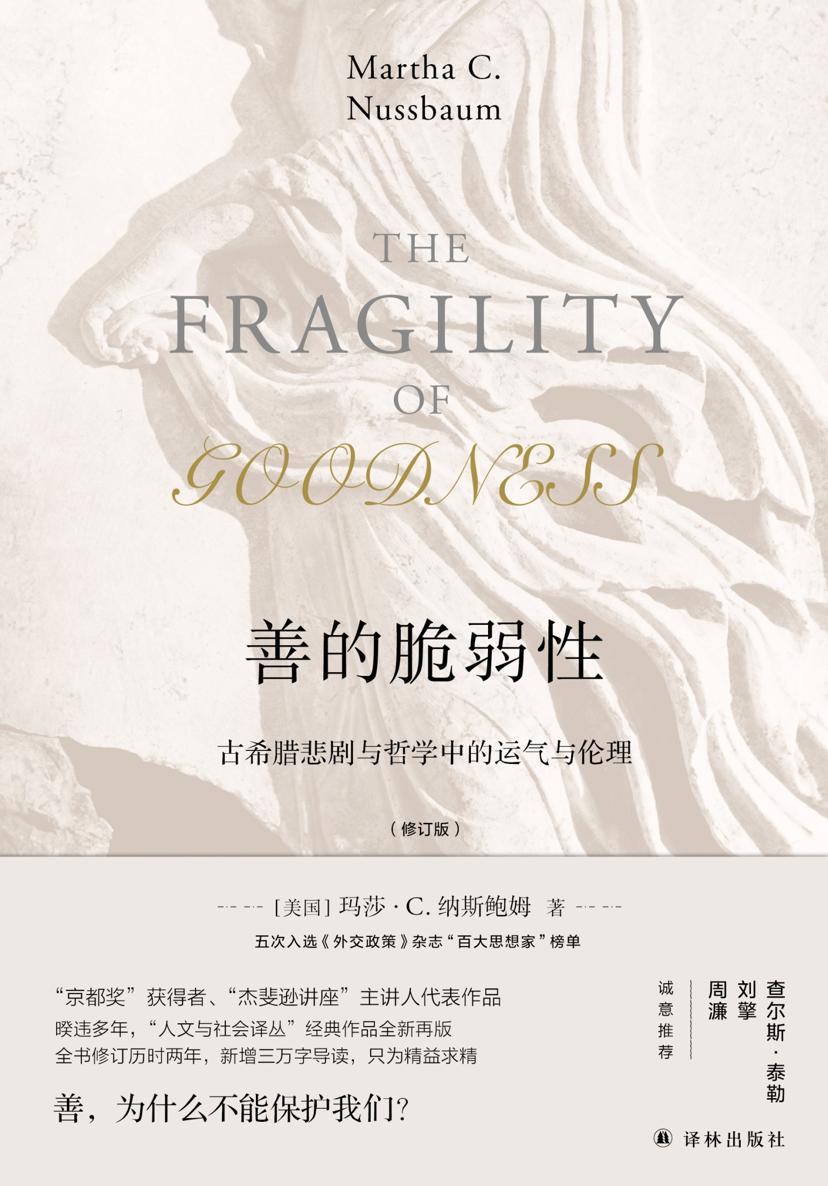 Martha C.
Nussbaum
THE
FRAGILITY
OF
GOODNESS
善的脆弱性
古希腊悲剧与哲学中的运气与伦理
（修订版）
[美国] 玛莎·C. 纳斯鲍姆 著
五次入选《外交政策》杂志“百大思想家”榜单
“京都奖”获得者、“杰斐逊讲座”主讲人代表作品
暌违多年，“人文与社会译丛”经典作品全新再版
全书修订历时两年，新增三万字导读，只为精益求精
善，为什么不能保护我们？
查尔斯·泰勒
刘擎
周濂
诚意推荐
译林出版社